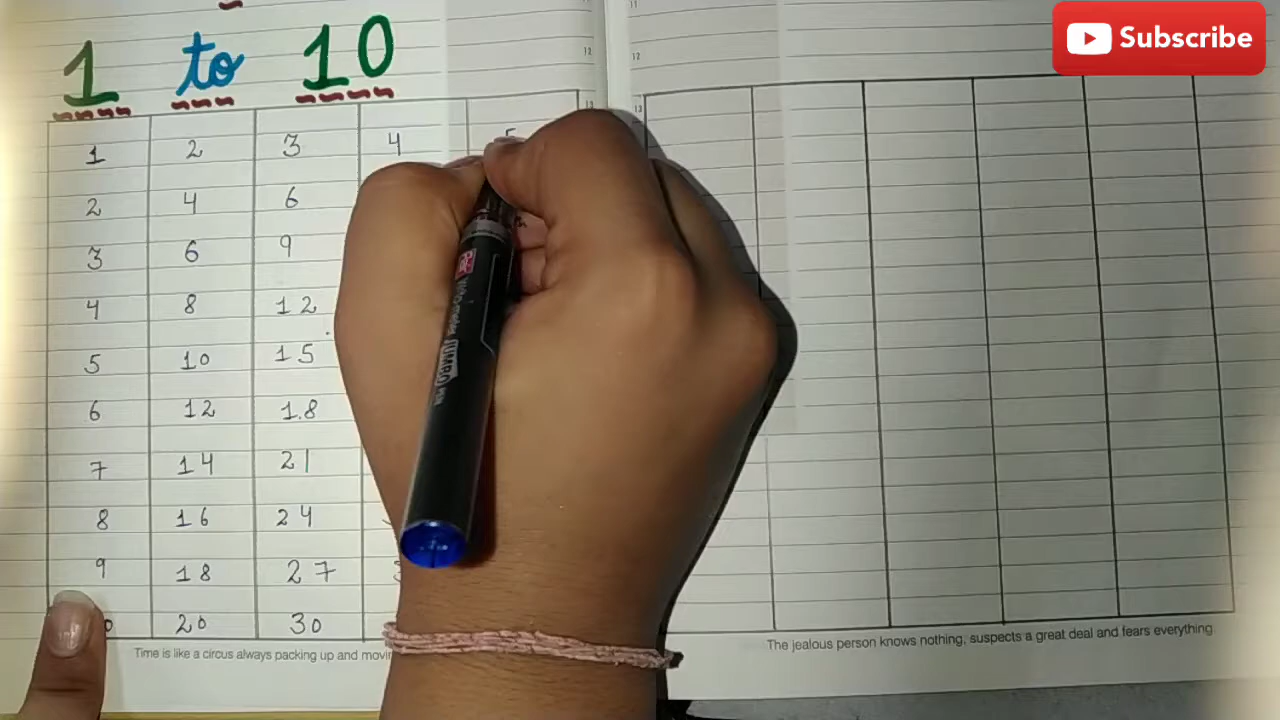 Subscribe
1 to 10
1 2 3 4 5
2 4 6
3 6 9
4 8 12
5 10 15
6 12 18
7 14 21
8 16 24
9 18 27
20 30
Time is like a circus always packing up and
The jealous person knows nothing, suspects a great deal and fears everything